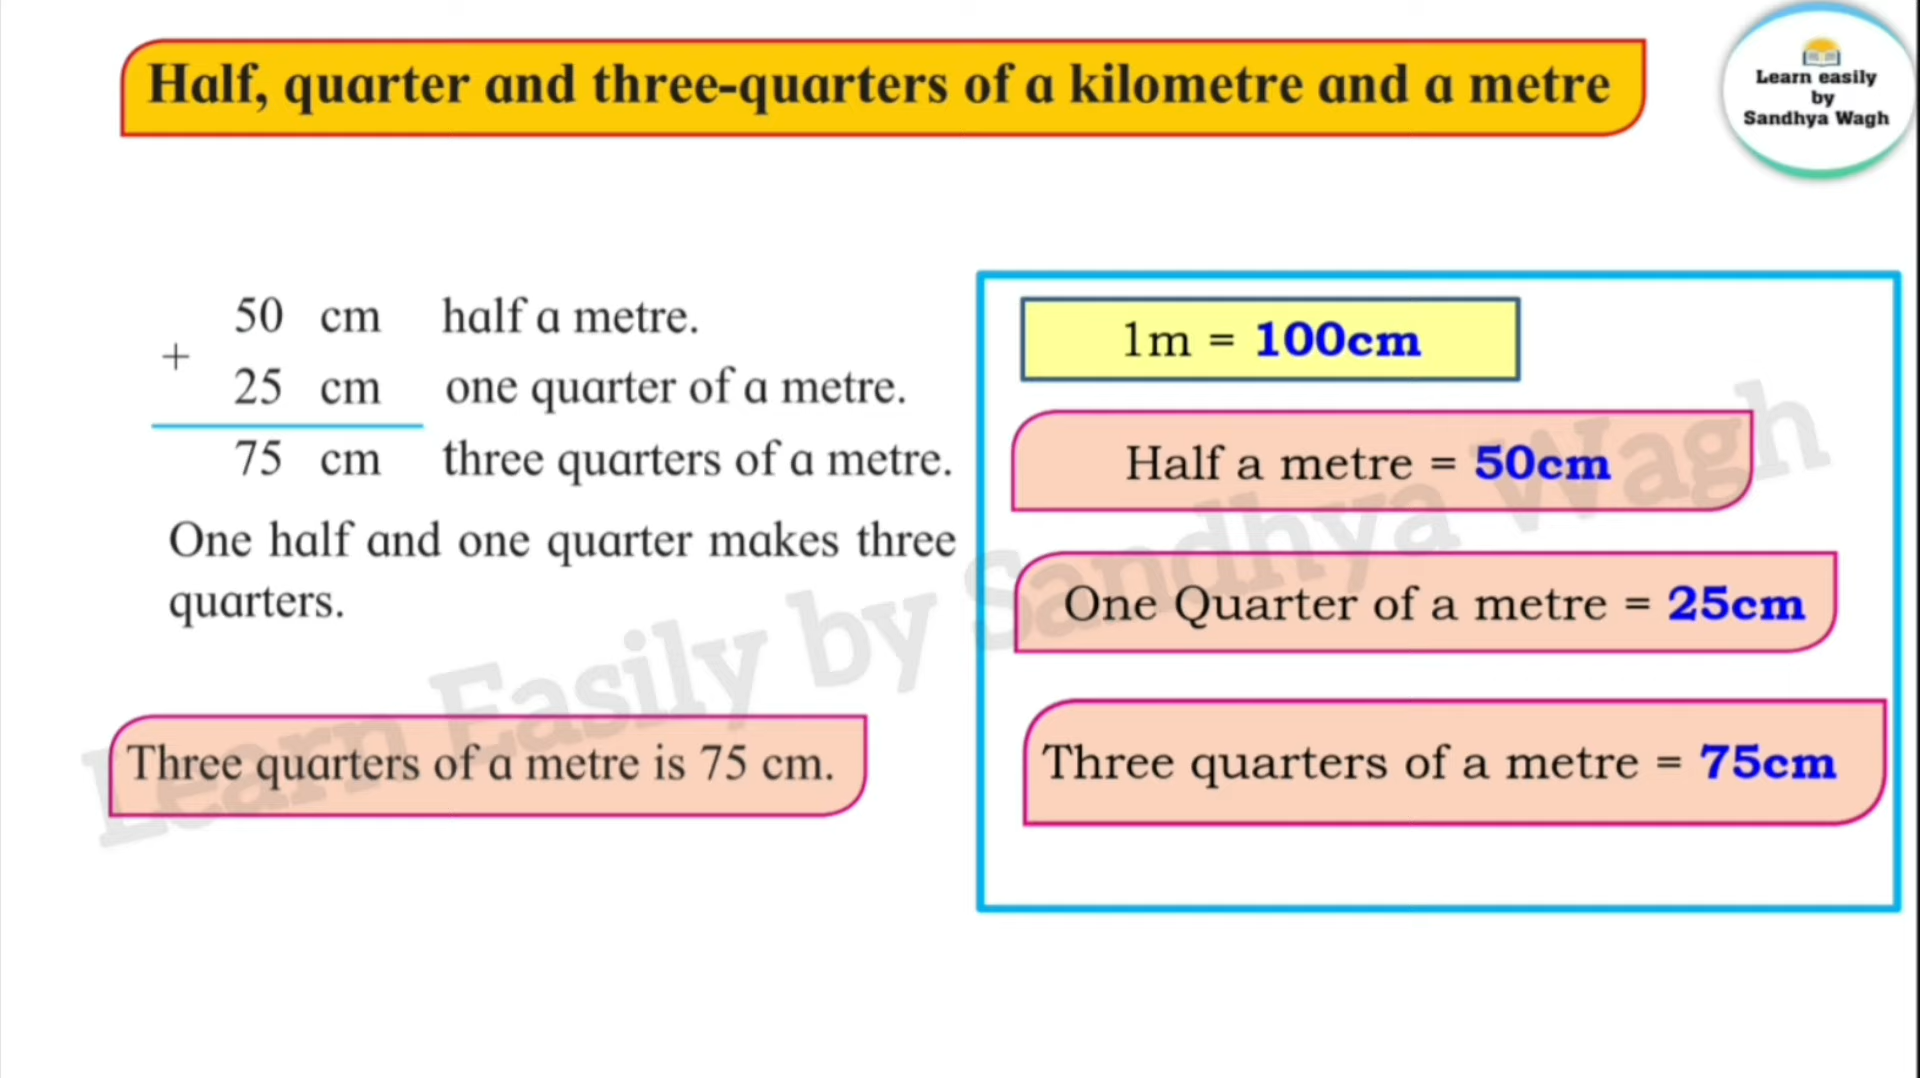 Half, quarter and three-quarters of a kilometre and a metre
Learn easily
by
Sandhya Wagh
50 cm half a metre.
+
25 cm one quarter of a metre.
75 cm three quarters of a metre.
One half and one quarter makes three
quarters.
Three quarters of a metre is 75 cm.
1m = 100cm
Half a metre = 50cm
One Quarter of a metre = 25cm
Three quarters of a metre = 75cm
Learn Easily by Sandhya Wagh